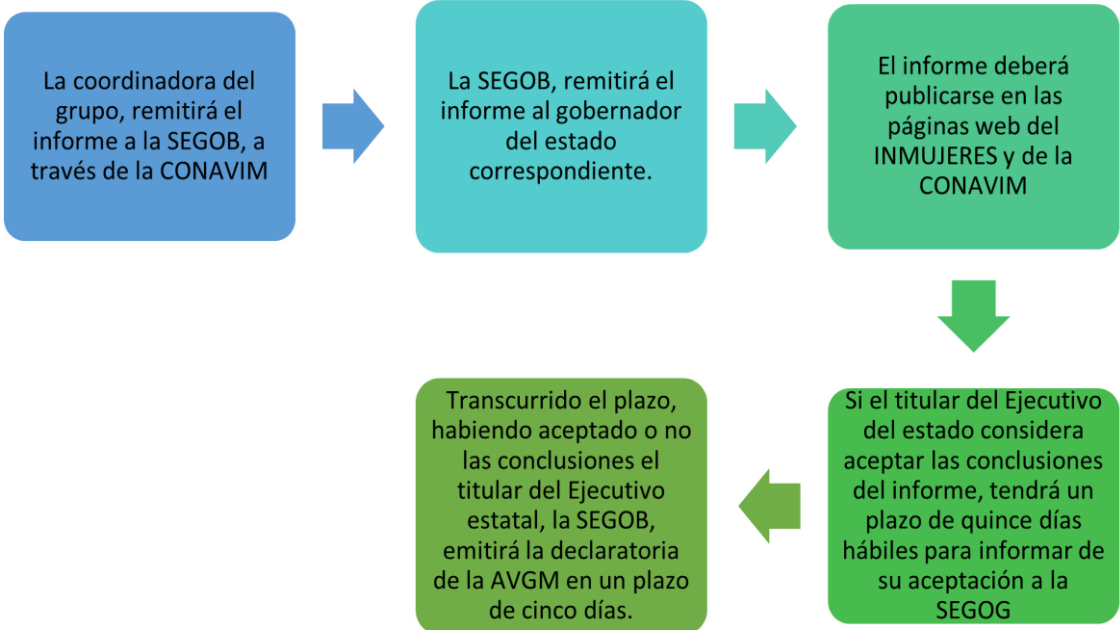 La coordinadora del
grupo, remitirá el
informe a la SEGOB, a
través de la CONAVIM
La SEGOB, remitirá el
informe al gobernador
del estado
correspondiente.
El informe deberá
publicarse en las
páginas web del
INMUJERES y de la
CONAVIM
Si el titular del Ejecutivo
del estado considera
aceptar las conclusiones
del informe, tendrá un
plazo de quince días
hábiles para informar de
su aceptación a la
SEGOG
Transcurrido el plazo,
habiendo aceptado o no
las conclusiones el
titular del Ejecutivo
estatal, la SEGOB,
emitirá la declaratoria
de la AVGM en un plazo
de cinco días.